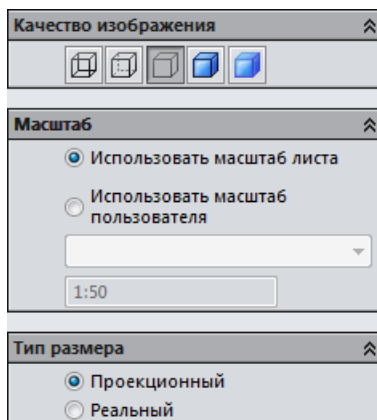 Качество изображения
Масштаб
Использовать масштаб листа
Использовать масштаб
пользователя
1:50
Тип размера
Проекционный
Реальный